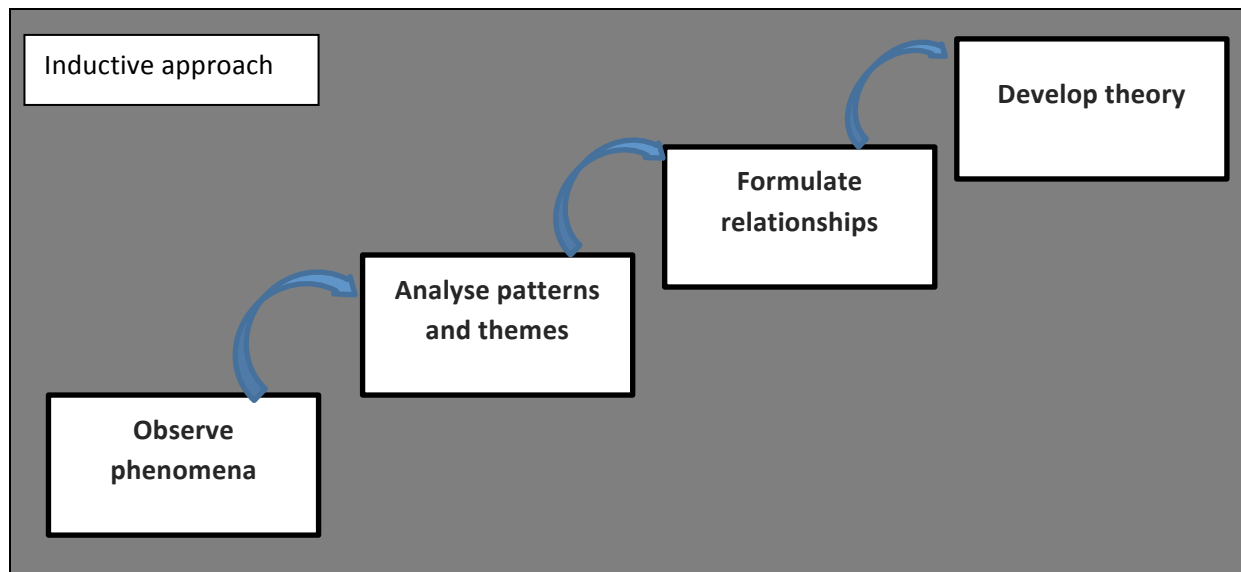 Inductive approach
Develop theory
Formulate
relationships
Analyse patterns
and themes
Observe
phenomena